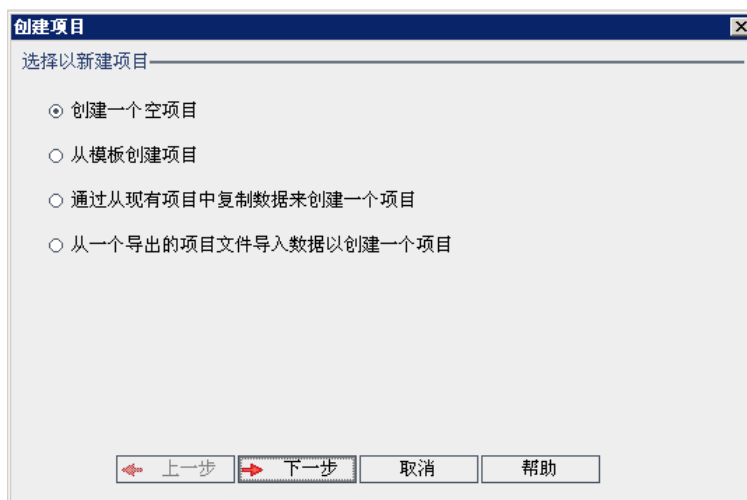 创建项目
选择以新建项目
创建一个空项目
从模板创建项目
通过从现有项目中复制数据来创建一个项目
从一个导出的项目文件导入数据以创建一个项目
上一步 下一步 取消 帮助